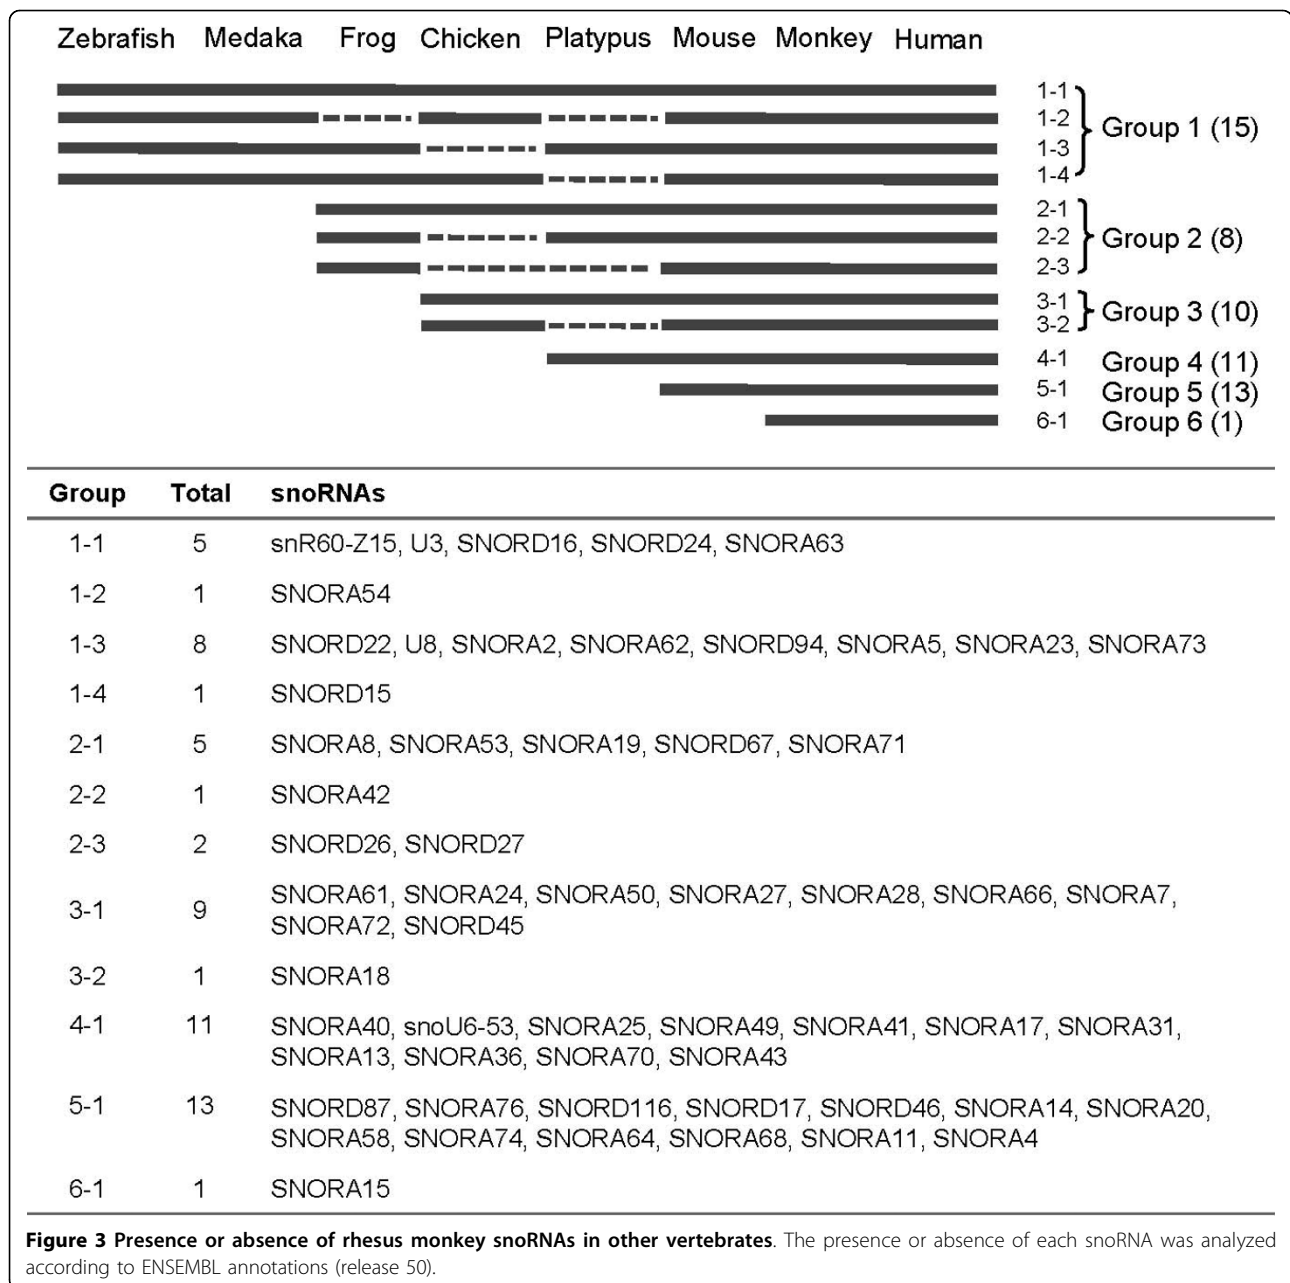 Zebrafish Medaka Frog Chicken Platypus Mouse Monkey Human
1-1
1-2
1-3
1-4
Group 1 (15)
2-1
2-2
2-3
Group 2 (8)
3-1
3-2
Group 3 (10)
4-1 Group 4 (11)
5-1 Group 5 (13)
6-1 Group 6 (1)
Group Total snoRNAs
1-1 5 snR60-Z15, U3, SNORD16, SNORD24, SNORA63
1-2 1 SNORA54
1-3 8 SNORD22, U8, SNORA2, SNORA62, SNORD94, SNORA5, SNORA23, SNORA73
1-4 1 SNORD15
2-1 5 SNORA8, SNORA53, SNORA19, SNORD67, SNORA71
2-2 1 SNORA42
2-3 2 SNORD26, SNORD27
3-1 9 SNORA61, SNORA24, SNORA50, SNORA27, SNORA28, SNORA66, SNORA7,
SNORA72, SNORD45
3-2 1 SNORA18
4-1 11 SNORA40, snoU6-53, SNORA25, SNORA49, SNORA41, SNORA17, SNORA31,
SNORA13, SNORA36, SNORA70, SNORA43
5-1 13 SNORD87, SNORA76, SNORD116, SNORD17, SNORD46, SNORA14, SNORA20,
SNORA58, SNORA74, SNORA64, SNORA68, SNORA11, SNORA4
6-1 1 SNORA15
Figure 3 Presence or absence of rhesus monkey snoRNAs in other vertebrates. The presence or absence of each snoRNA was analyzed
according to ENSEMBL annotations (release 50).